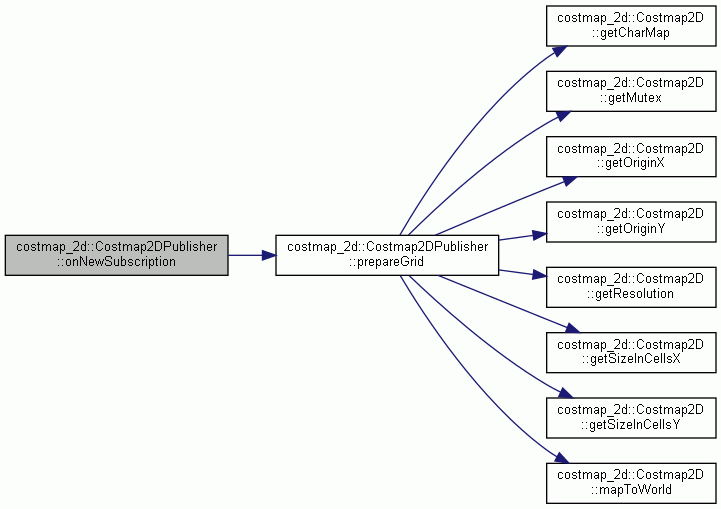 costmap_2d::Costmap2DPublisher
::onNewSubscription
costmap_2d::Costmap2DPublisher
::prepareGrid
costmap_2d::Costmap2D
::getCharMap
costmap_2d::Costmap2D
::getMutex
costmap_2d::Costmap2D
::getOriginX
costmap_2d::Costmap2D
::getOriginY
costmap_2d::Costmap2D
::getResolution
costmap_2d::Costmap2D
::getSizeInCellsX
costmap_2d::Costmap2D
::getSizeInCellsY
costmap_2d::Costmap2D
::mapToWorld